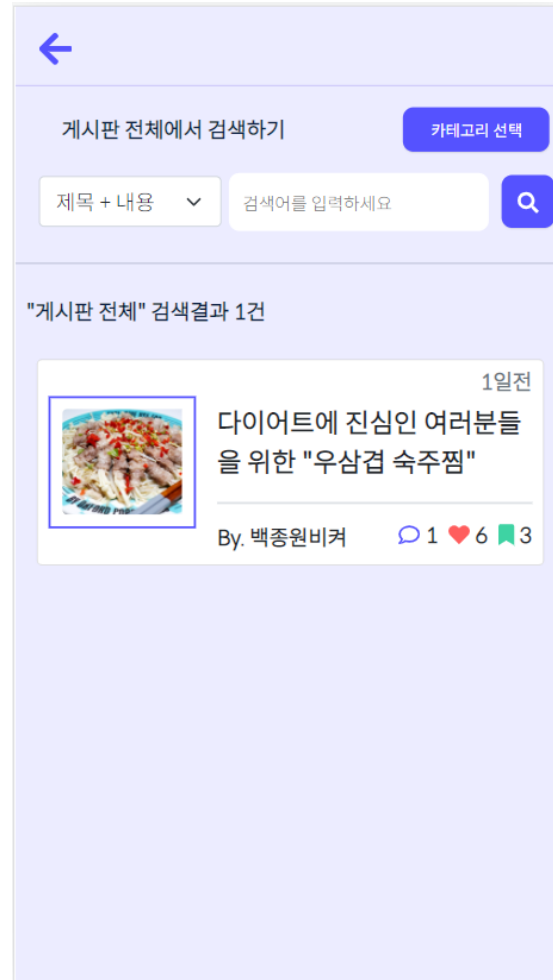 게시판 전체에서 검색하기
카테고리 선택
제목 + 내용
검색어를 입력하세요
"게시판 전체" 검색결과 1건
1일전
다이어트에 진심인 여러분들
을 위한 "우삼겹 숙주찜"
By. 백종원비켜
1 6 3